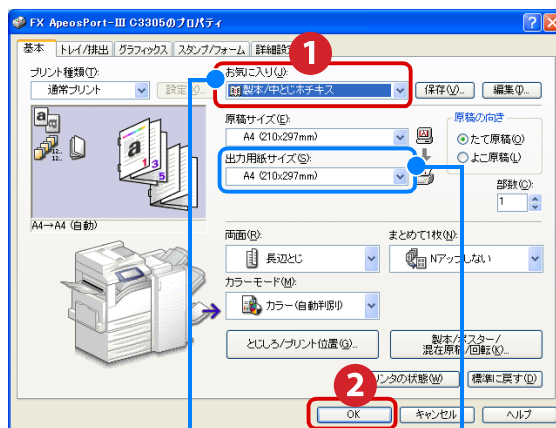 FX ApeosPort-III C3305のプロパティ
基本 トレイ/排出 グラフィックス スタンプ/フォーム 詳細設定
1
プリント種類(T): お気に入り(J):
通常プリント 設定 製本/中とじホチキス 保存(V)... 編集(I)...
原稿サイズ(E): 原稿の向き
A4 (210x297mm) たて原稿(O)
出力用紙サイズ(S): よこ原稿(L)
A4 (210x297mm) 部数(C):
1
A4→A4 (自動)
両面(R): まとめて1枚(N):
長辺とじ Nアップしない
カラーモード(M):
カラー(自動判別)
とじしろ/プリント位置(G)... 製本/ポスター/
混在原稿/回転(K)...
2
ンタの状態(W) 標準に戻す(D)
OK キャンセル ヘルプ